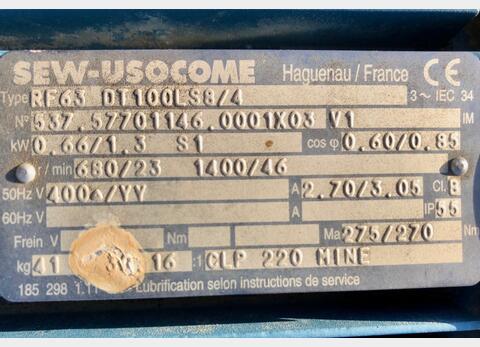 SEW-USOCOME Haguenau / France
Type RF63 DT100LS8/4 3~ IEC 34
N° 537.57701146.0001X03 V1 IM
kW 0.66/1.3 S1 cos φ 0.60/0.85
r/min 680/23 1400/46
50Hz V 400△/YY A 2.70/3.05 Cl. B
60Hz V A IP 55
Frein V Nm Ma 275/270 Nm
kg 41 16 :1 CLP 220 MINE
185 298 1.11 Lubrification selon instructions de service